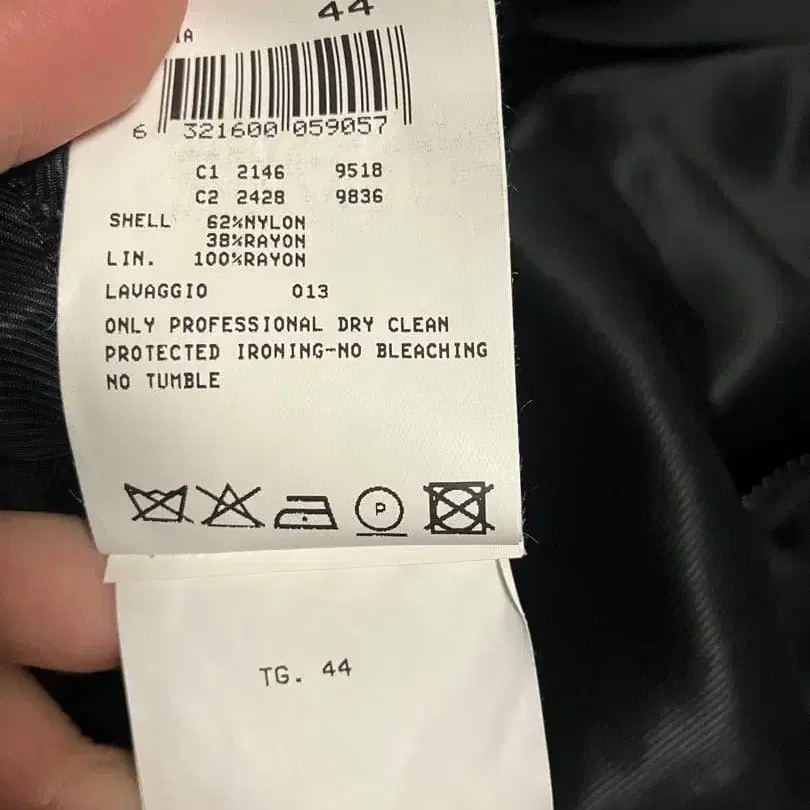 44
IA
6 321600 059057
C1 2146 9518
C2 2428 9836
SHELL 62%NYLON
38%RAYON
LIN. 100%RAYON
LAVAGGIO 013
ONLY PROFESSIONAL DRY CLEAN
PROTECTED IRONING-NO BLEACHING
NO TUMBLE
P
TG. 44